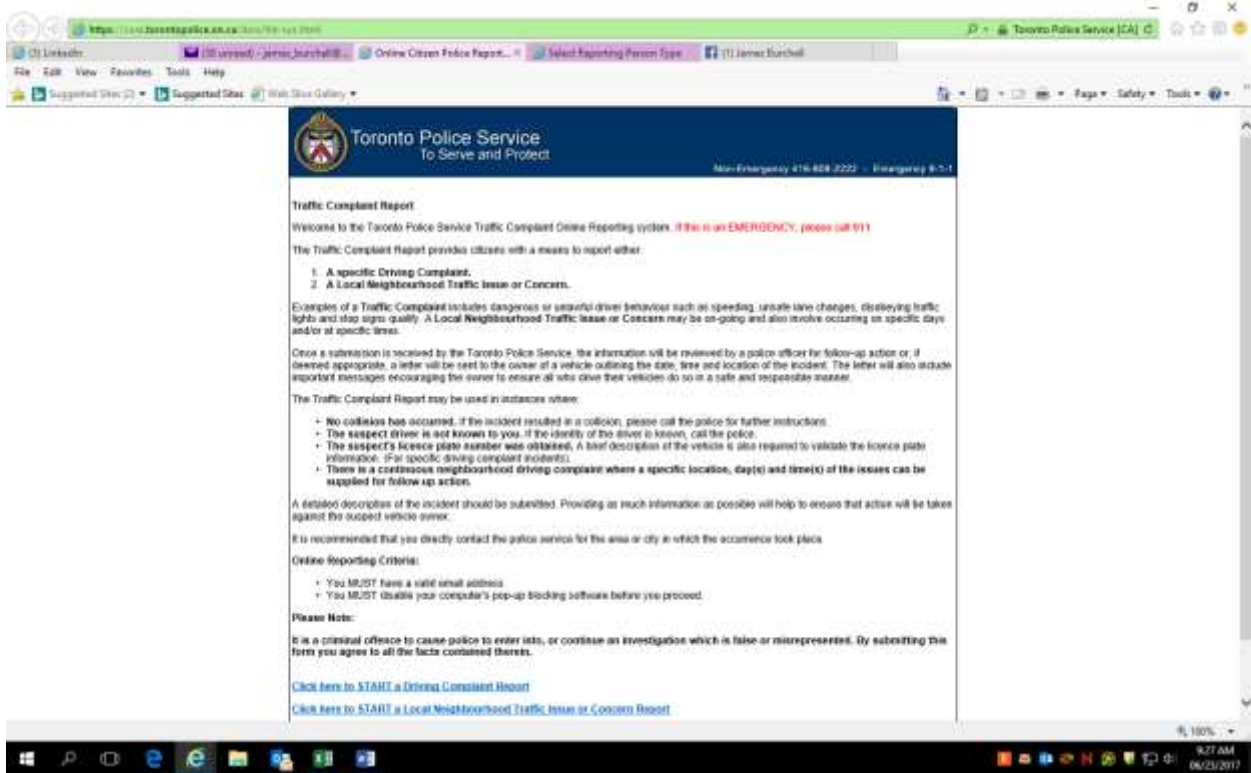 Toronto Police Service [CA]
LinkedIn
Online Citizen Police Report...
Select Reporting Person Type
(1) James Burchell
File Edit View Favorites Tools Help
Suggested Sites (2) Suggested Sites Web Slice Gallery
Page Safety Tools
Toronto Police Service
To Serve and Protect
Non-Emergency 416-808-2222 - Emergency 9-1-1
Traffic Complaint Report
Welcome to the Toronto Police Service Traffic Complaint Online Reporting system. If this is an EMERGENCY, please call 911
The Traffic Complaint Report provides citizens with a means to report either:
1. A specific Driving Complaint.
2. A Local Neighbourhood Traffic Issue or Concern.
Examples of a Traffic Complaint includes dangerous or unlawful driver behaviour such as speeding, unsafe lane changes, disobeying traffic
lights and stop signs qualify. A Local Neighbourhood Traffic Issue or Concern may be on-going and also involve occurring on specific days
and/or at specific times.
Once a submission is received by the Toronto Police Service, the information will be reviewed by a police officer for follow-up action or, if
deemed appropriate, a letter will be sent to the owner of a vehicle outlining the date, time and location of the incident. The letter will also include
important messages encouraging the owner to ensure all who drive their vehicles do so in a safe and responsible manner.
The Traffic Complaint Report may be used in instances where:
• No collision has occurred. If the incident resulted in a collision, please call the police for further instructions.
• The suspect driver is not known to you. If the identity of the driver is known, call the police.
• The suspect's licence plate number was obtained. A brief description of the vehicle is also required to validate the licence plate
information. (For specific driving complaint incidents).
• There is a continuous neighbourhood driving complaint where a specific location, day(s) and time(s) of the issues can be
supplied for follow up action.
A detailed description of the incident should be submitted. Providing as much information as possible will help to ensure that action will be taken
against the suspect vehicle owner.
It is recommended that you directly contact the police service for the area or city in which the occurrence took place.
Online Reporting Criteria:
• You MUST have a valid email address
• You MUST disable your computer's pop-up blocking software before you proceed.
Please Note:
It is a criminal offence to cause police to enter into, or continue an investigation which is false or misrepresented. By submitting this
form you agree to all the facts contained therein.
Click here to START a Driving Complaint Report
Click here to START a Local Neighbourhood Traffic Issue or Concern Report
100%
9:27 AM
06/23/2017